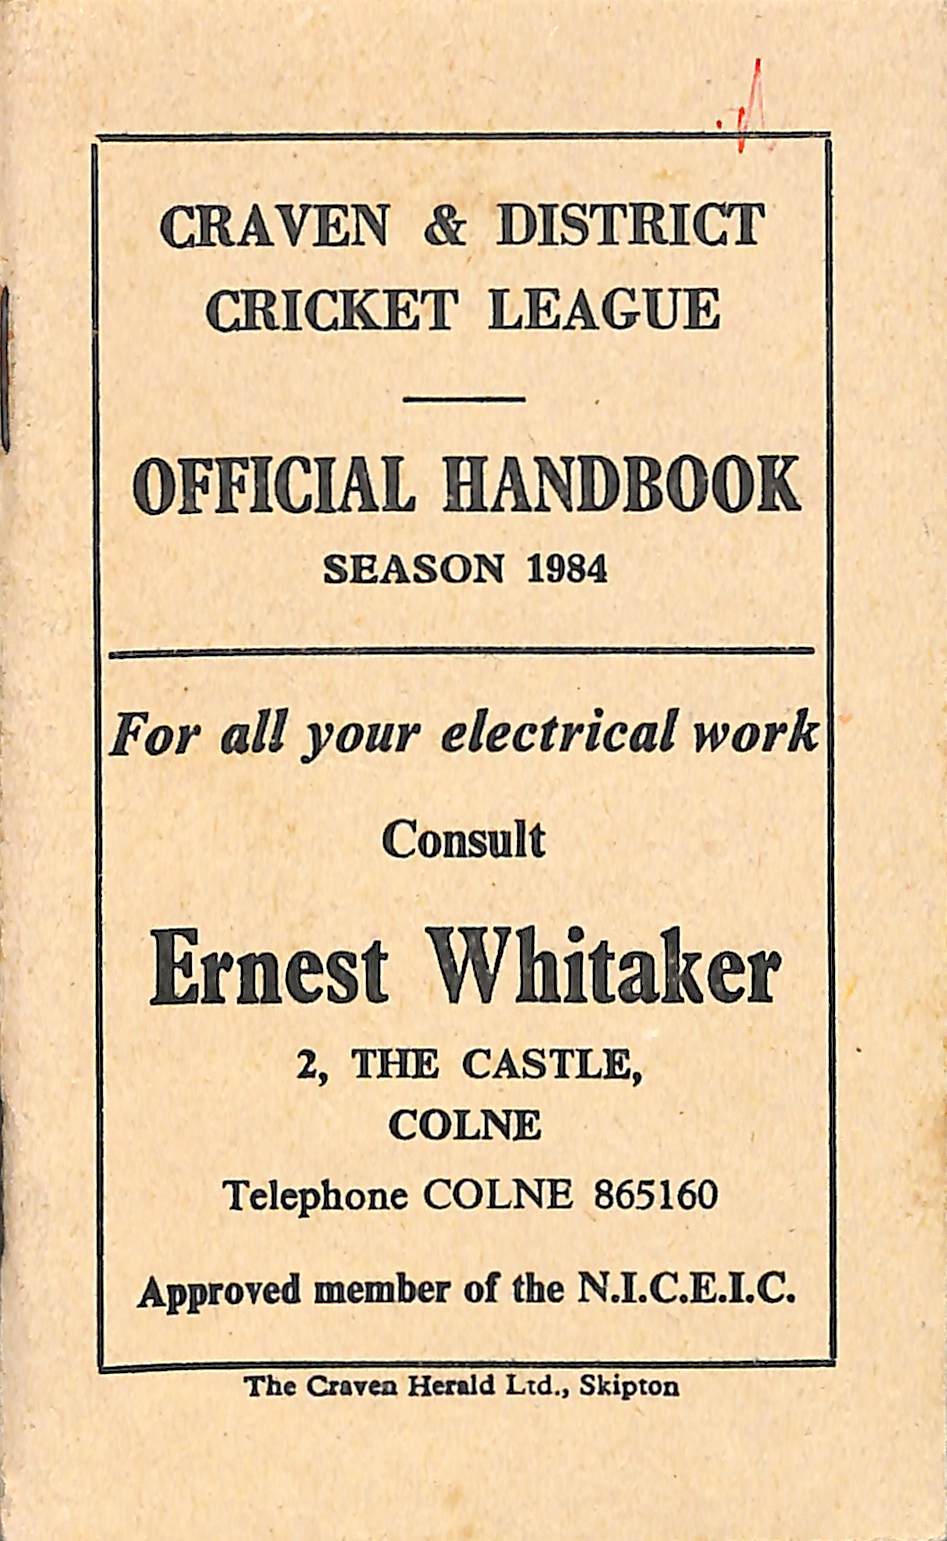 CRAVEN & DISTRICT
CRICKET LEAGUE
OFFICIAL HANDBOOK
SEASON 1984
For all your electrical work
Consult
Ernest Whitaker
2, THE CASTLE,
COLNE
Telephone COLNE 865160
Approved member of the N.I.C.E.I.C.
The Craven Herald Ltd., Skipton